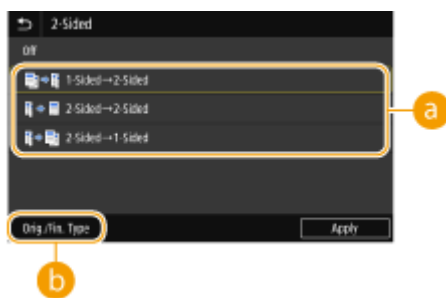 2-Sided
Off
1-Sided→2-Sided
2-Sided→2-Sided
2-Sided→1-Sided
a
Orig./Fin. Type
Apply
b